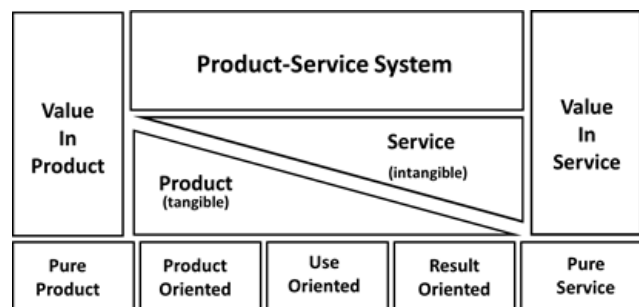 Product-Service System
Value
In
Product
Value
In
Service
Service
(intangible)
Product
(tangible)
Pure
Product
Product
Oriented
Use
Oriented
Result
Oriented
Pure
Service